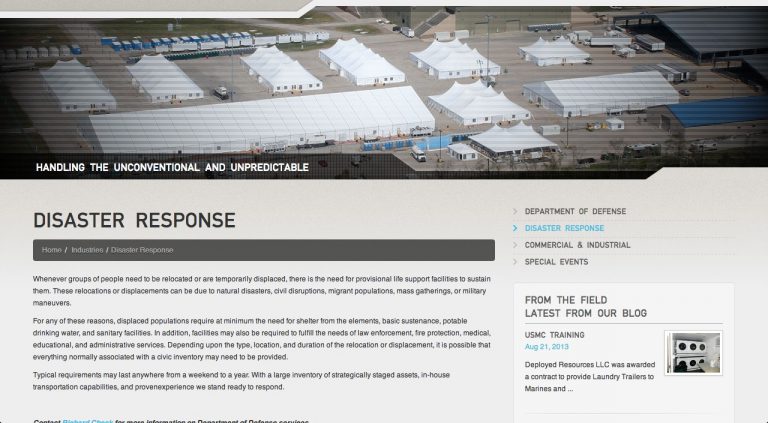 HANDLING THE UNCONVENTIONAL AND UNPREDICTABLE
DISASTER RESPONSE
Home / Industries / Disaster Response
Whenever groups of people need to be relocated or are temporarily displaced, there is the need for provisional life support facilities to sustain
them. These relocations or displacements can be due to natural disasters, civil disruptions, migrant populations, mass gatherings, or military
maneuvers.
For any of these reasons, displaced populations require at minimum the need for shelter from the elements, basic sustenance, potable
drinking water, and sanitary facilities. In addition, facilities may also be required to fulfill the needs of law enforcement, fire protection, medical,
educational, and administrative services. Depending upon the type, location, and duration of the relocation or displacement, it is possible that
everything normally associated with a civic inventory may need to be provided.
Typical requirements may last anywhere from a weekend to a year. With a large inventory of strategically staged assets, in-house
transportation capabilities, and provenexperience we stand ready to respond.
Contact for more information on Department of Defense services
DEPARTMENT OF DEFENSE
DISASTER RESPONSE
COMMERCIAL & INDUSTRIAL
SPECIAL EVENTS
FROM THE FIELD
LATEST FROM OUR BLOG
USMC TRAINING
Aug 21, 2013
Deployed Resources LLC was awarded
a contract to provide Laundry Trailers to
Marines and ...